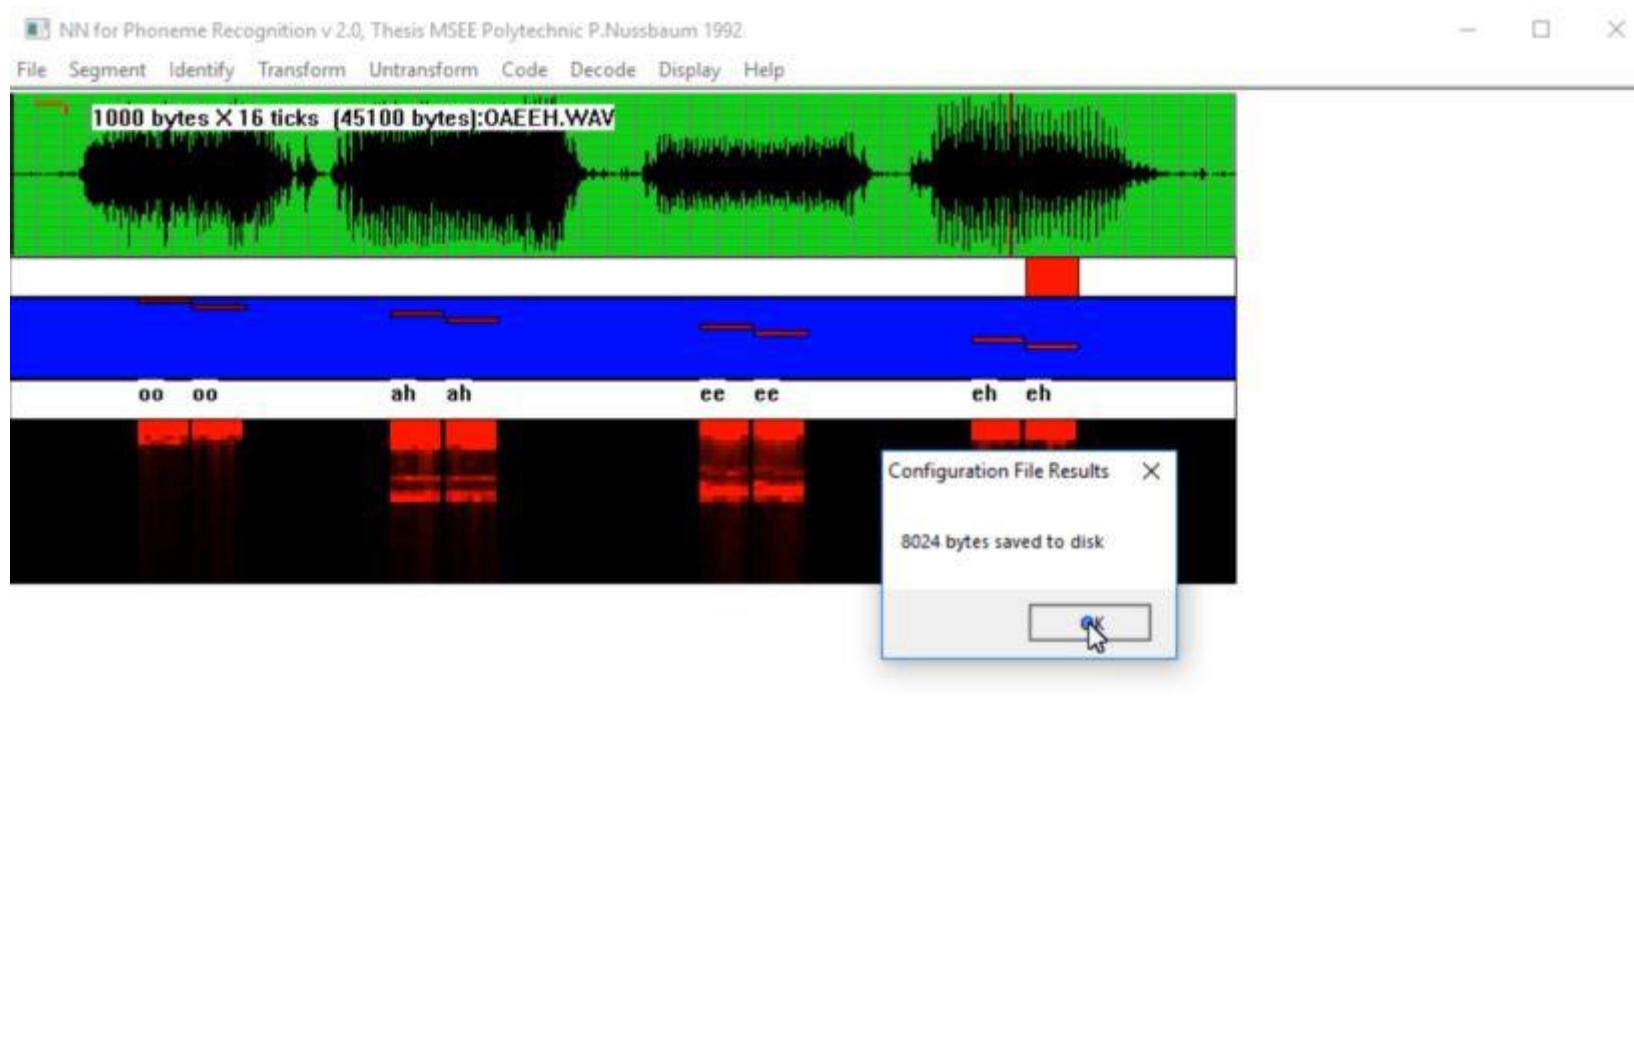 NN for Phoneme Recognition v 2.0, Thesis MSEE Polytechnic P.Nussbaum 1992
File Segment Identify Transform Untransform Code Decode Display Help
1000 bytes X 16 ticks (45100 bytes):OAEEH.WAV
oo oo ah ah ee ee eh eh
Configuration File Results
8024 bytes saved to disk
OK